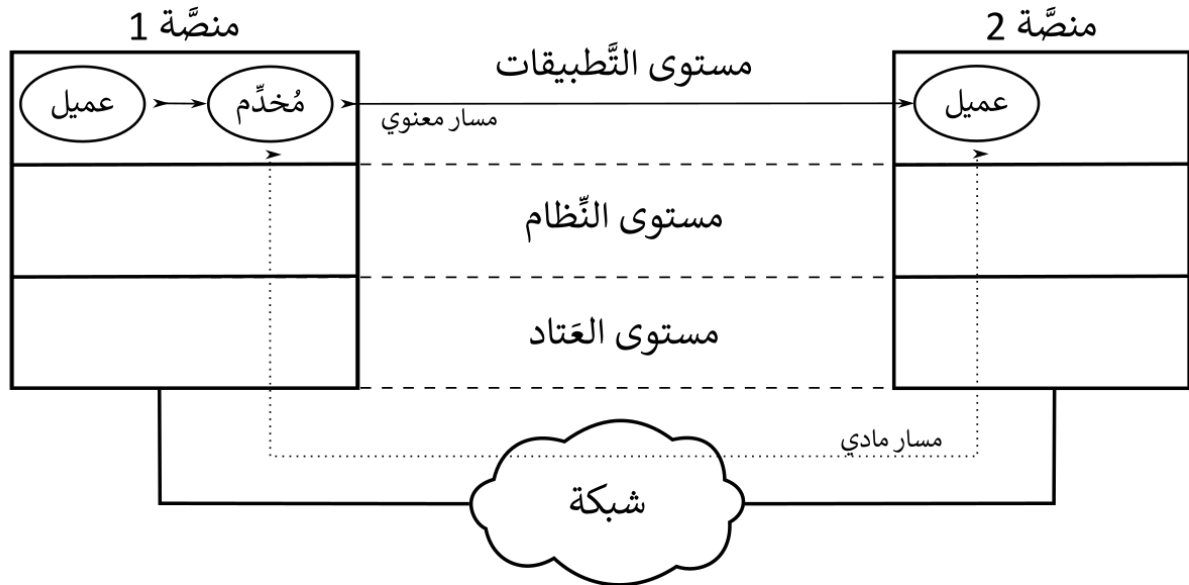 منصَّة 1
منصَّة 2
مستوى التَّطبيقات
عميل
مُخدِّم
عميل
مسار معنوي
مستوى النِّظام
مستوى العَتاد
مسار مادي
شبكة